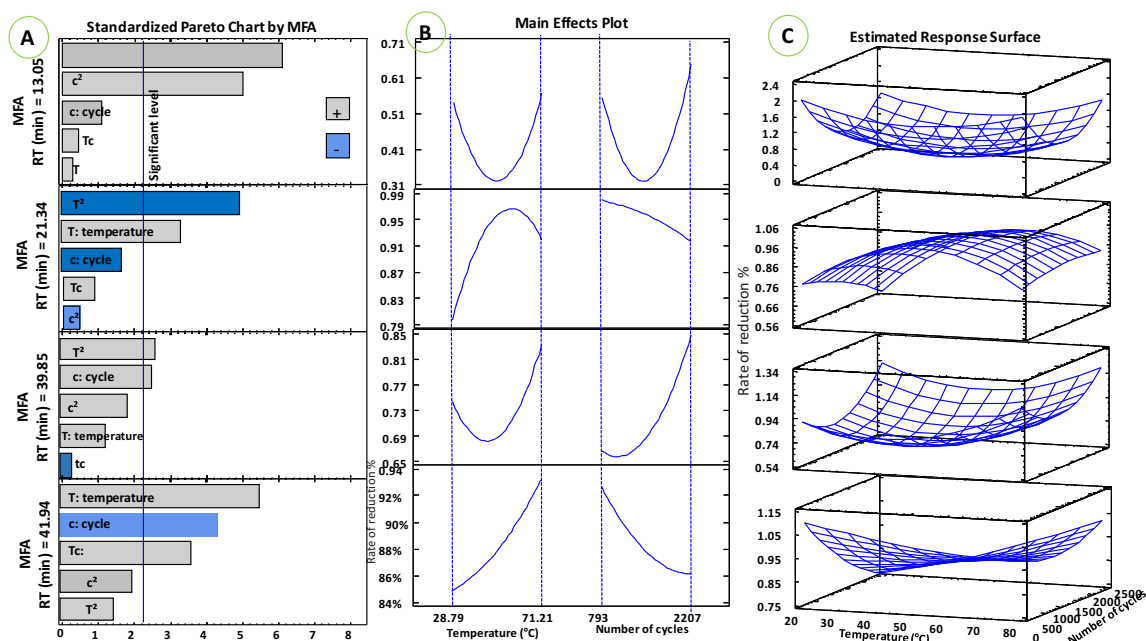 A
Standardized Pareto Chart by MFA
MFA
RT (min) = 13.05
c²
c: cycle
Tc
T
Significant level
+
-
MFA
RT (min) = 21.34
T²
T: temperature
c: cycle
Tc
c²
MFA
RT (min) = 39.85
T²
c: cycle
c²
T: temperature
tc
MFA
RT (min) = 41.94
T: temperature
c: cycle
Tc:
c²
T²
0 1 2 3 4 5 6 7 8
B
Main Effects Plot
0.71
0.61
0.51
0.41
0.31
0.99
0.95
0.91
0.87
0.83
0.79
0.85
0.81
0.77
0.73
0.69
0.65
0.94
92%
90%
88%
86%
84%
Rate of reduction %
28.79 71.21 793 2207
Temperature (°C) Number of cycles
C
Estimated Response Surface
Rate of reduction %
2.4
2
1.6
1.2
0.8
0.4
0
1.06
0.96
0.86
0.76
0.66
0.56
1.34
1.14
0.94
0.74
0.54
1.15
1.05
0.95
0.85
0.75
20 30 40 50 60 70 80
Temperature (°C)
0 500 1000 1500 2000 2500
Number of cycles